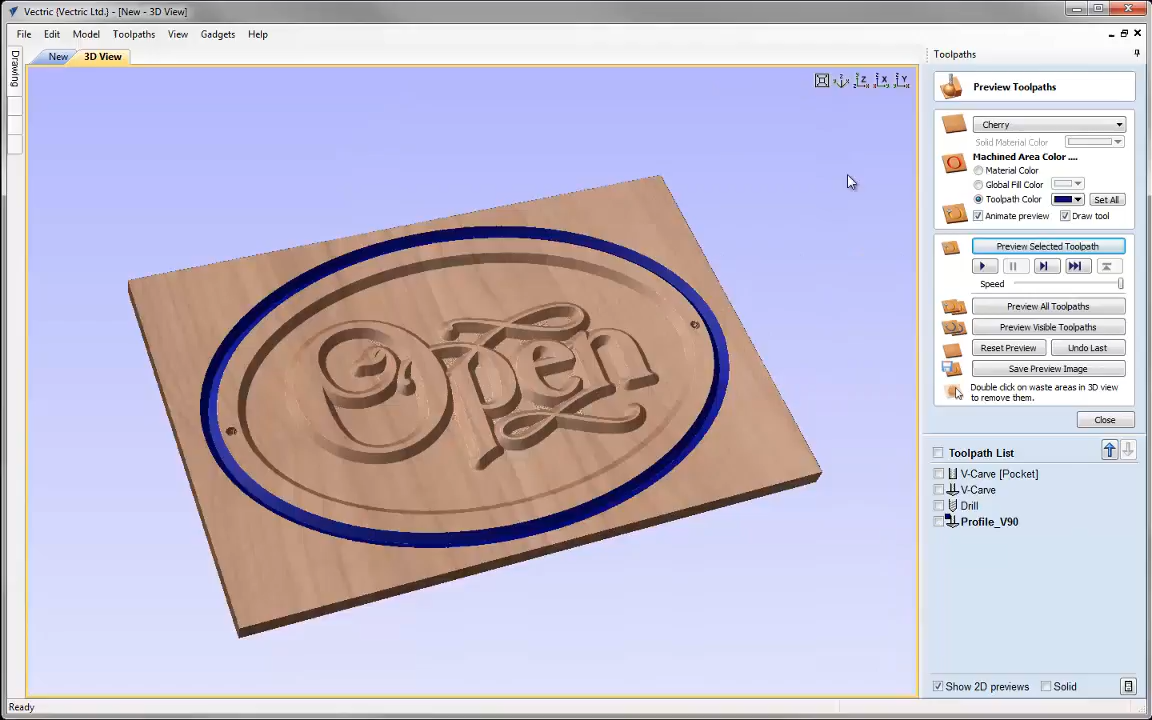 Vectric {Vectric Ltd.} - [New - 3D View]
File Edit Model Toolpaths View Gadgets Help
Drawing
New 3D View
Toolpaths
Preview Toolpaths
Cherry
Solid Material Color
Machined Area Color ....
Material Color
Global Fill Color
Toolpath Color Set All
Animate preview Draw tool
Preview Selected Toolpath
Speed
Preview All Toolpaths
Preview Visible Toolpaths
Reset Preview Undo Last
Save Preview Image
Double click on waste areas in 3D view
to remove them.
Close
Toolpath List
V-Carve [Pocket]
V-Carve
Drill
Profile_V90
Open
Show 2D previews Solid
Ready